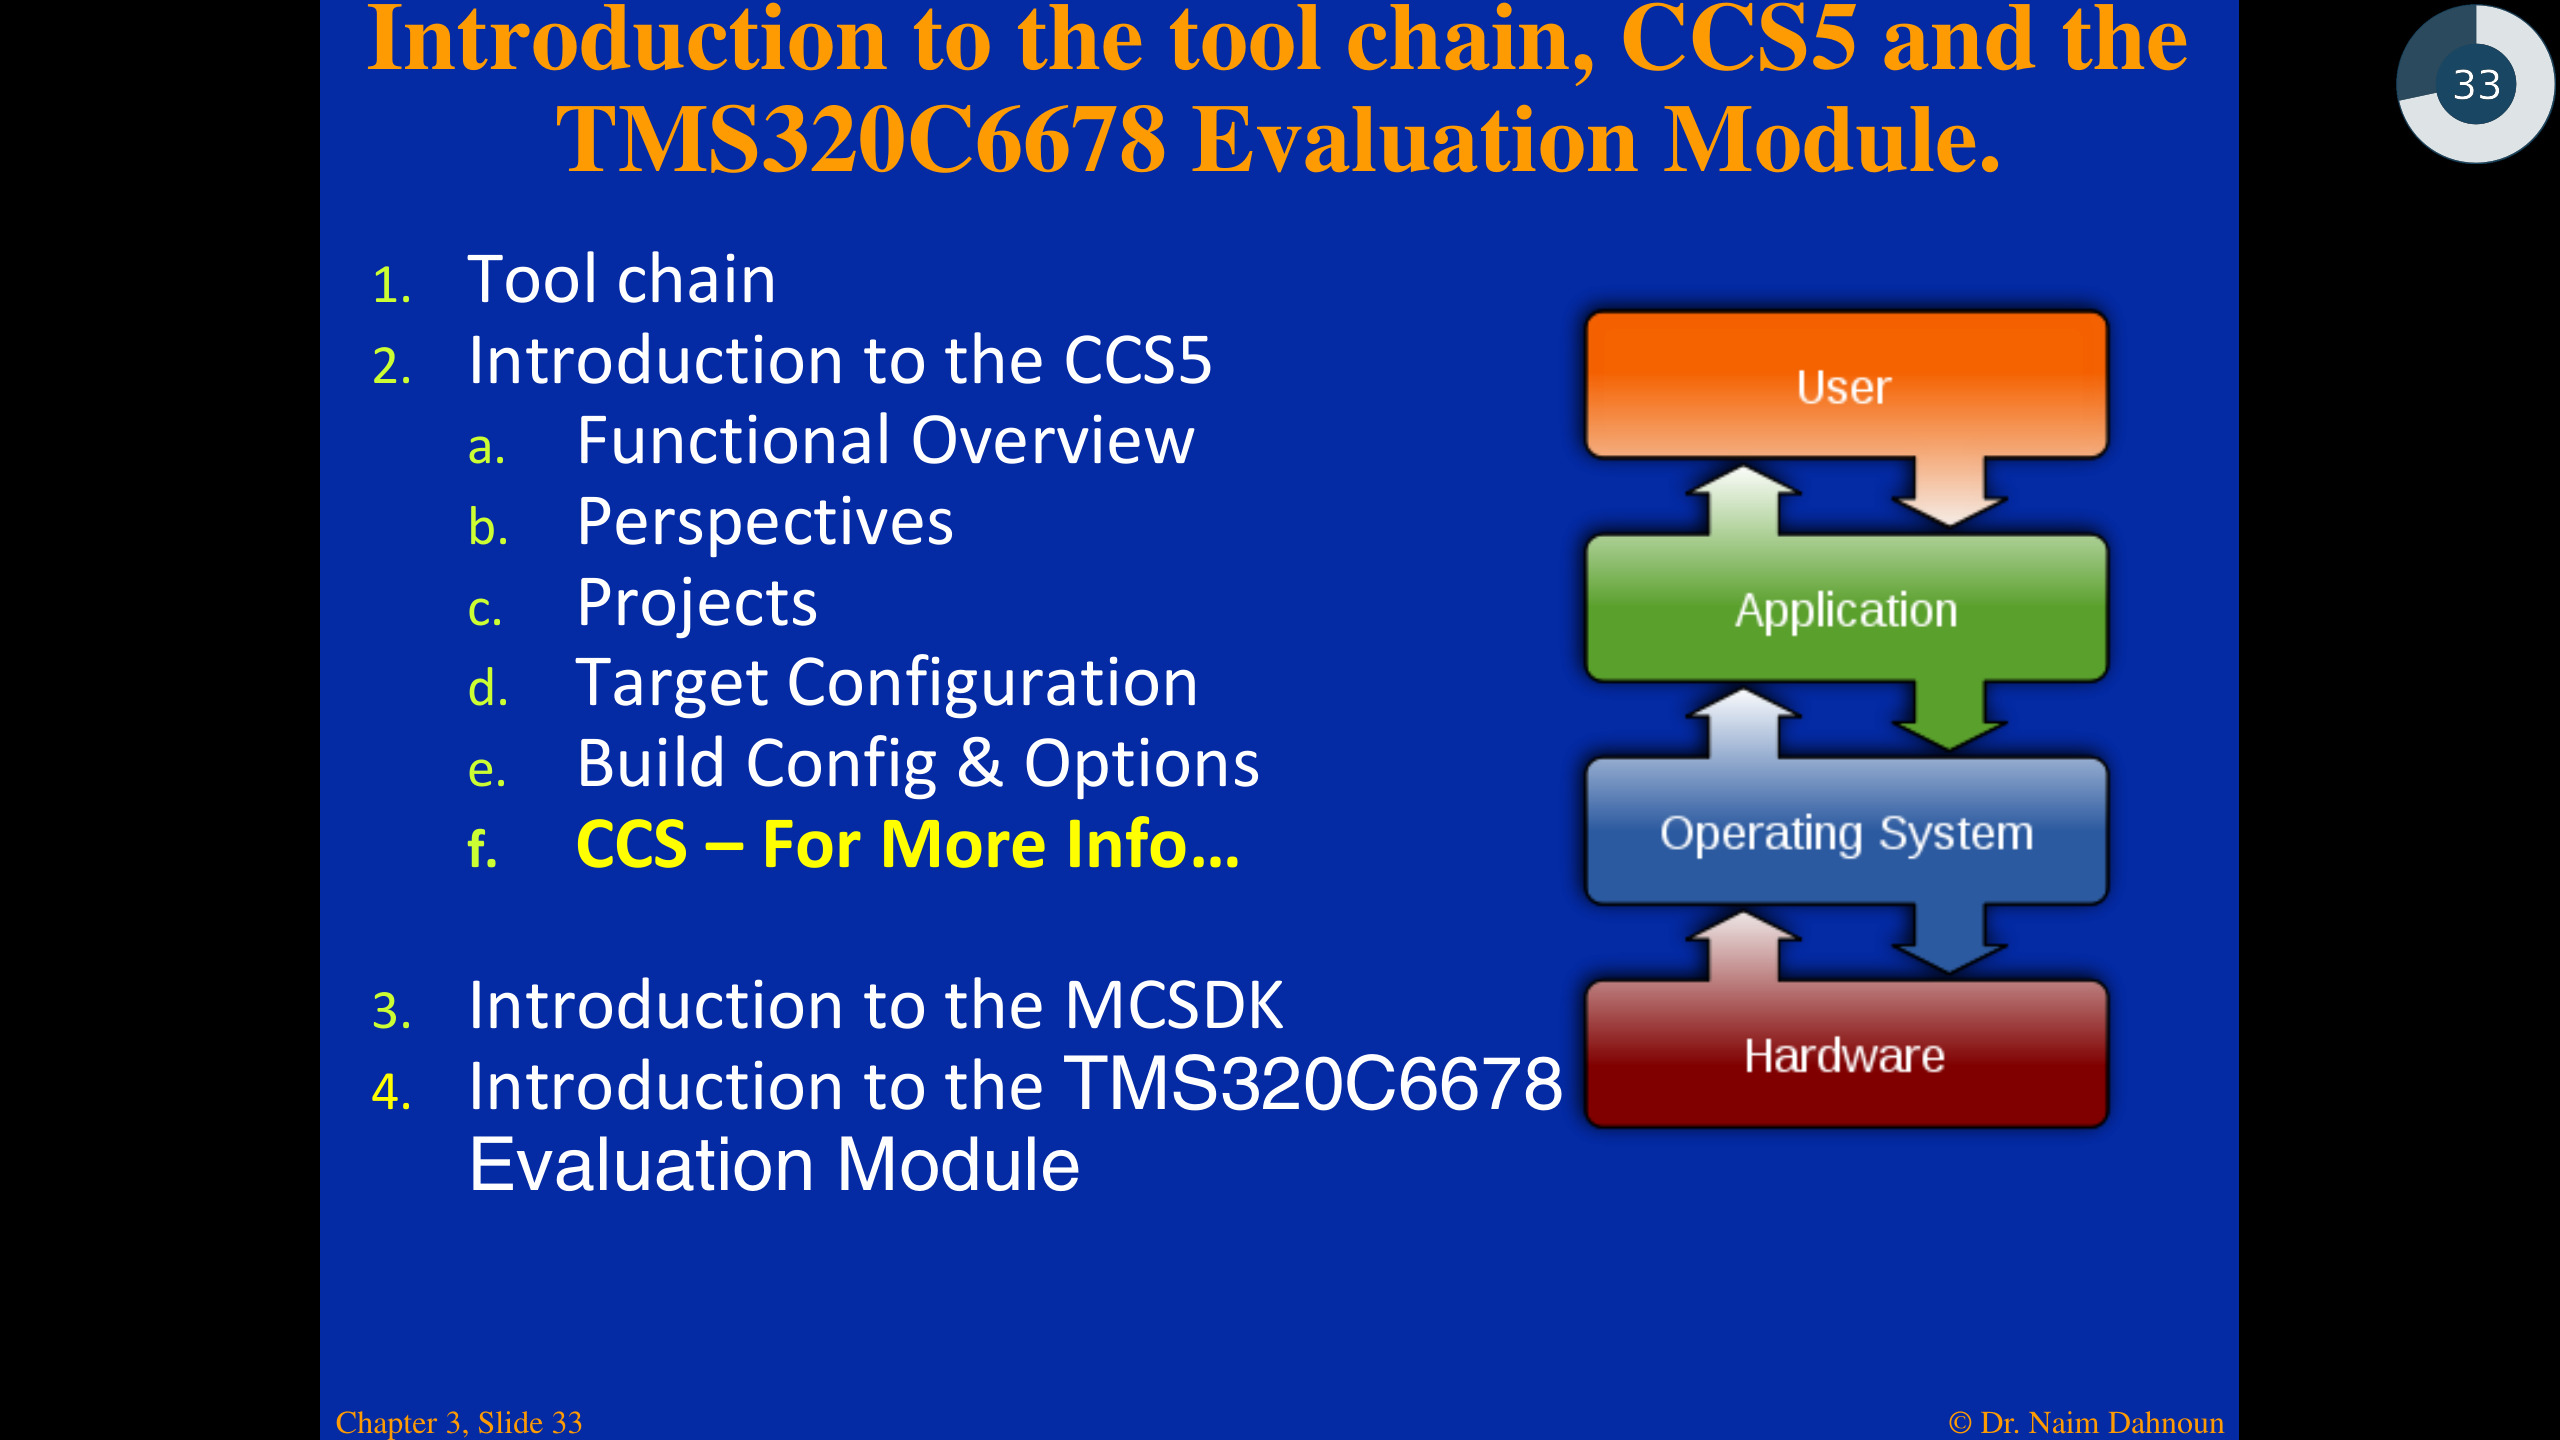 Introduction to the tool chain, CCS5 and the
TMS320C6678 Evaluation Module.
33
1. Tool chain
2. Introduction to the CCS5
a. Functional Overview
b. Perspectives
c. Projects
d. Target Configuration
e. Build Config & Options
f. CCS – For More Info…
3. Introduction to the MCSDK
4. Introduction to the TMS320C6678
Evaluation Module
User
Application
Operating System
Hardware
Chapter 3, Slide 33
© Dr. Naim Dahnoun